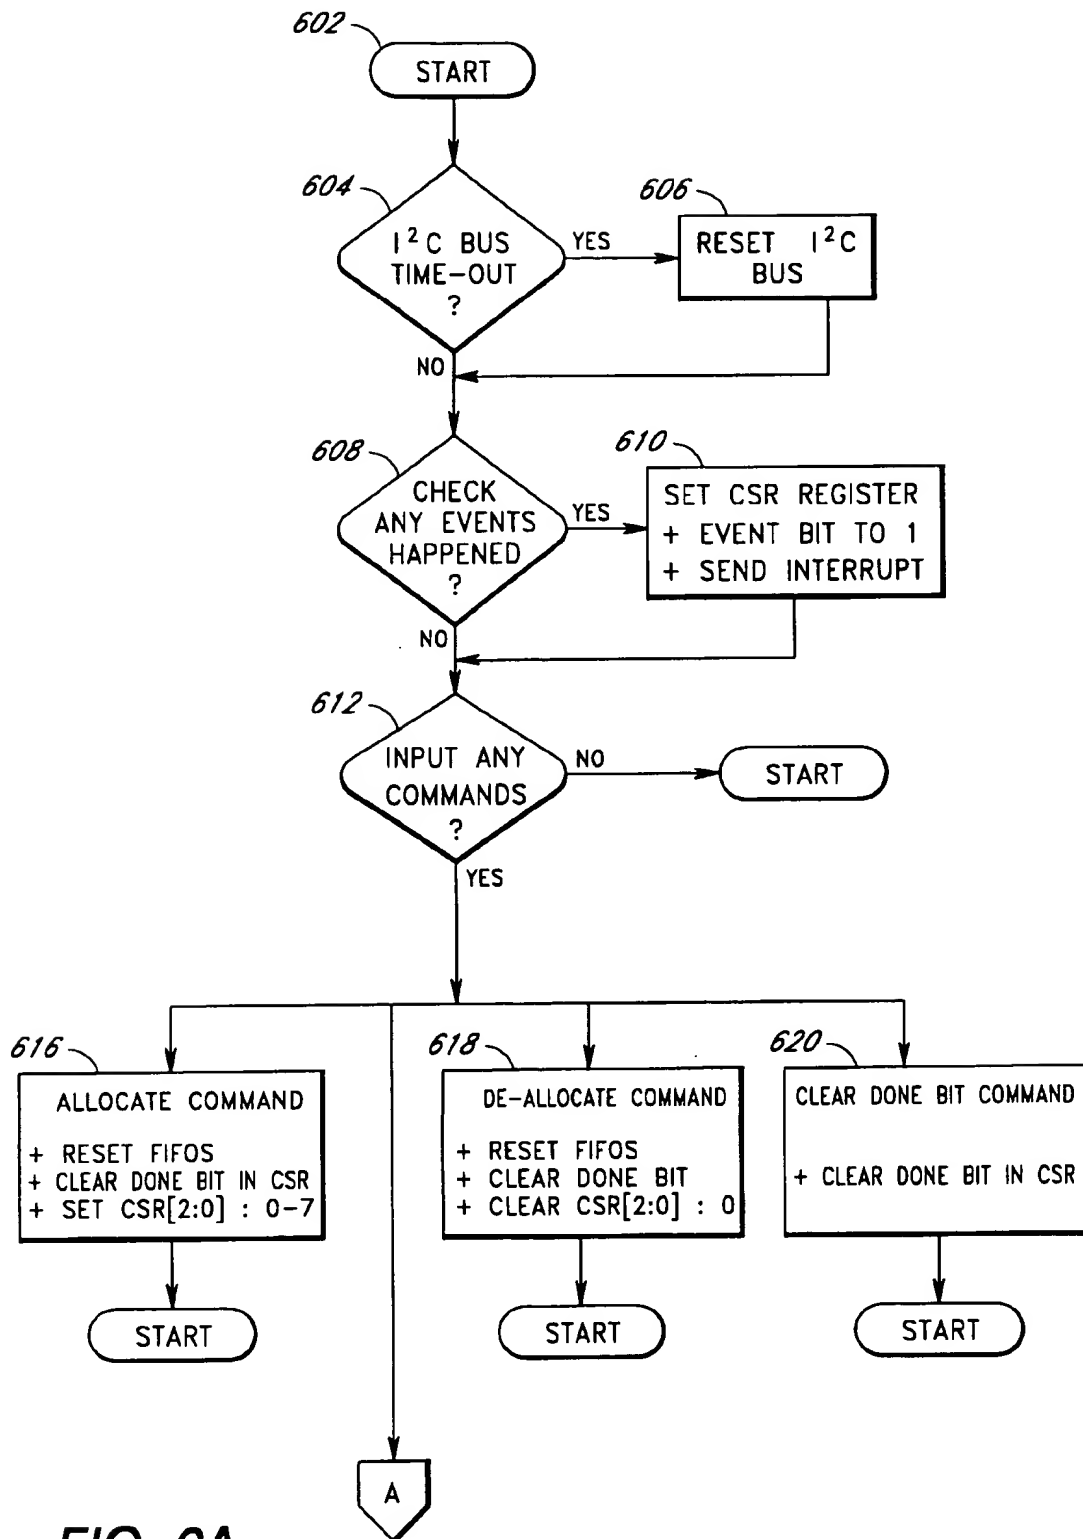 602
START
604
I²C BUS
TIME-OUT
?
YES
606
RESET I²C
BUS
NO
608
CHECK
ANY EVENTS
HAPPENED
?
YES
610
SET CSR REGISTER
+ EVENT BIT TO 1
+ SEND INTERRUPT
NO
612
INPUT ANY
COMMANDS
?
NO
START
YES
616
ALLOCATE COMMAND
+ RESET FIFOS
+ CLEAR DONE BIT IN CSR
+ SET CSR[2:0] : 0-7
START
618
DE-ALLOCATE COMMAND
+ RESET FIFOS
+ CLEAR DONE BIT
+ CLEAR CSR[2:0] : 0
START
620
CLEAR DONE BIT COMMAND
+ CLEAR DONE BIT IN CSR
START
A
FIG. 6A